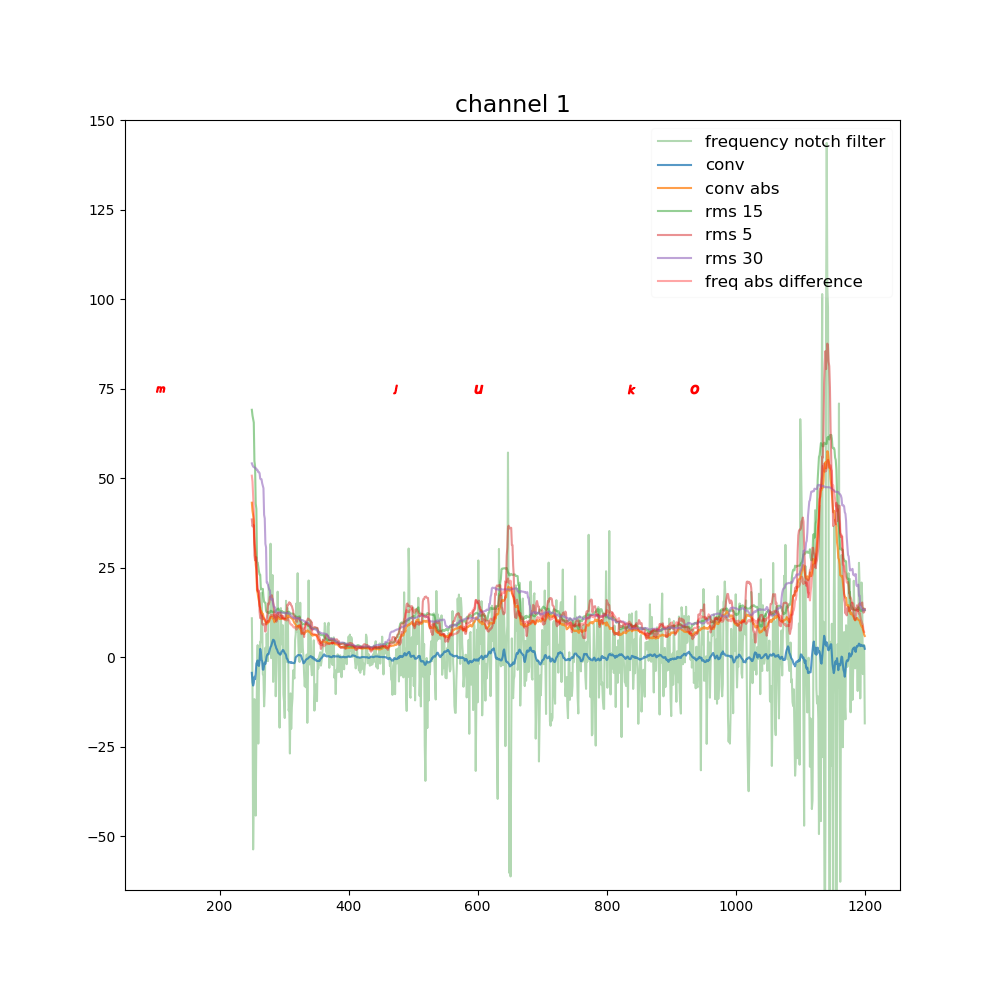 channel 1
150
frequency notch filter
conv
conv abs
rms 15
rms 5
rms 30
freq abs difference
125
100
75
m j u k o
50
25
0
−25
−50
200 400 600 800 1000 1200